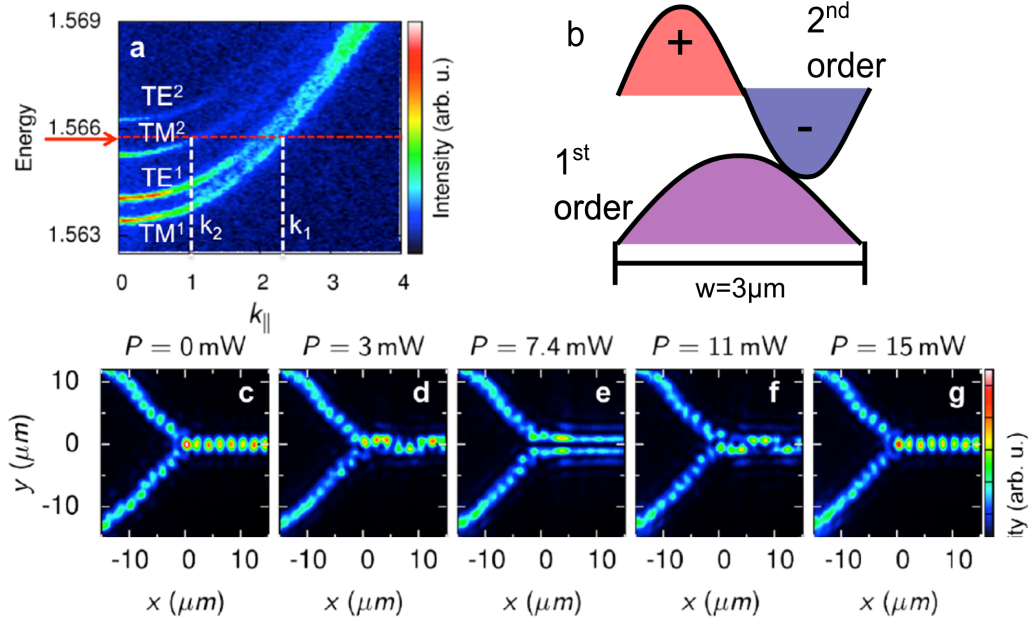 1.569
1.566
1.563
Energy
a
TE²
TM²
TE¹
TM¹
k₂
k₁
0 1 2 3 4
k∥
Intensity (arb. u.)
b
2nd
order
+
-
1st
order
w=3μm
P = 0 mW P = 3 mW P = 7.4 mW P = 11 mW P = 15 mW
c d e f g
10
0
-10
y (μm)
-10 0 10 -10 0 10 -10 0 10 -10 0 10 -10 0 10
x (μm) x (μm) x (μm) x (μm) x (μm)
ity (arb. u.)